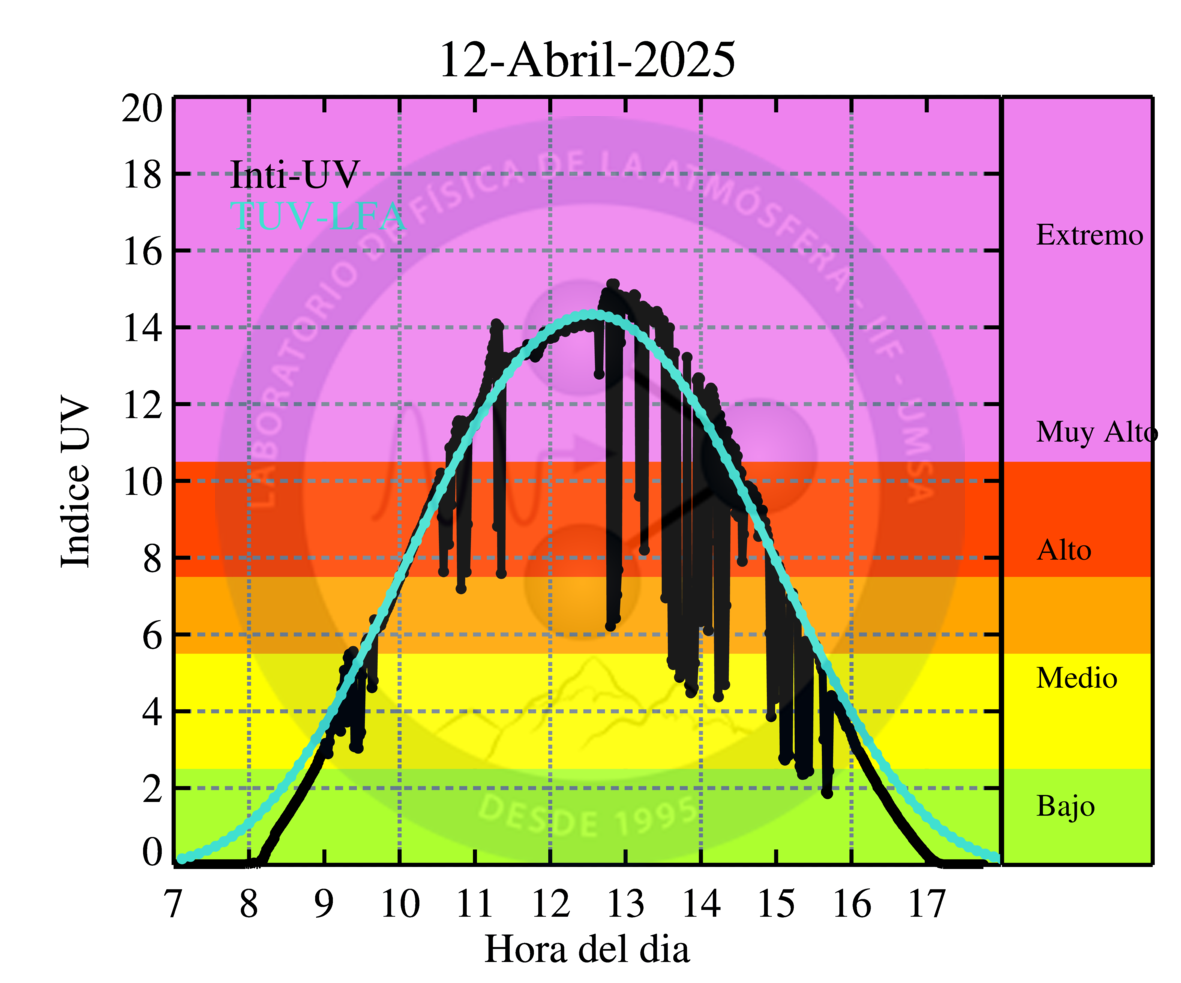 12-Abril-2025
20
18
16
14
12
10
8
6
4
2
0
Indice UV
Inti-UV
TUV-LFA
LABORATORIO DE FÍSICA DE LA ATMÓSFERA - IIF - UMSA
DESDE 1995
Extremo
Muy Alto
Alto
Medio
Bajo
7 8 9 10 11 12 13 14 15 16 17
Hora del dia